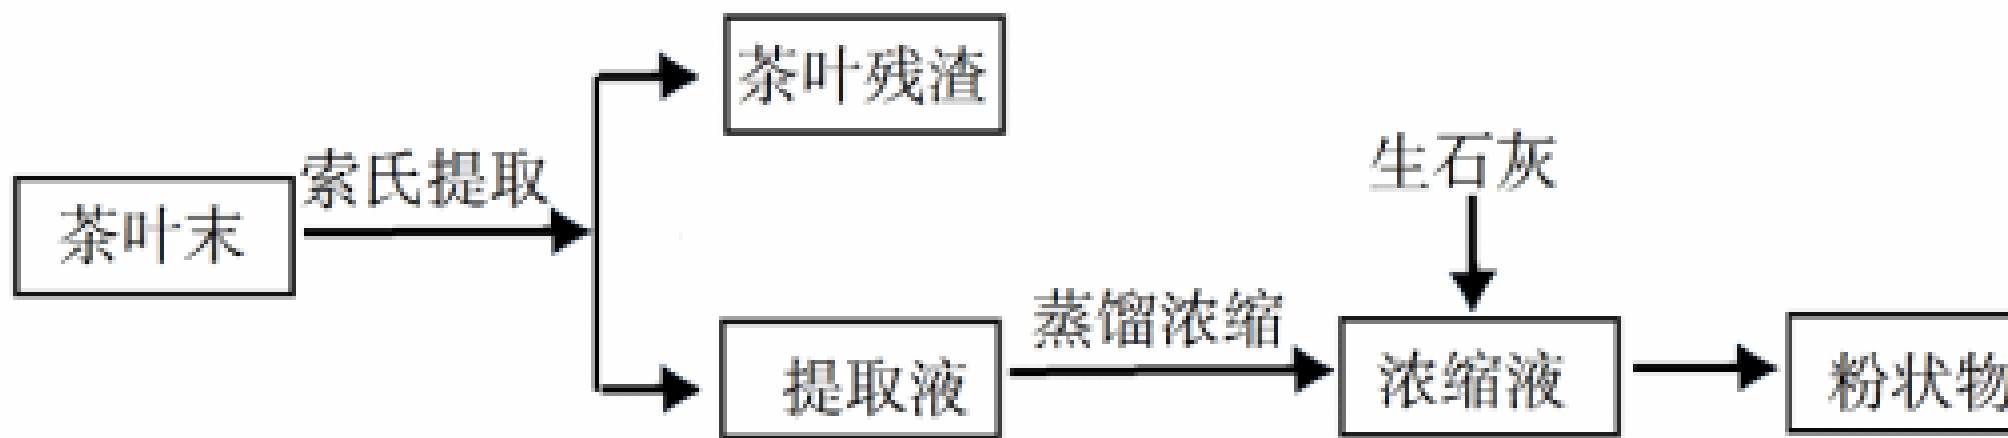 茶叶末
索氏提取
茶叶残渣
提取液
蒸馏浓缩
生石灰
浓缩液
粉状物